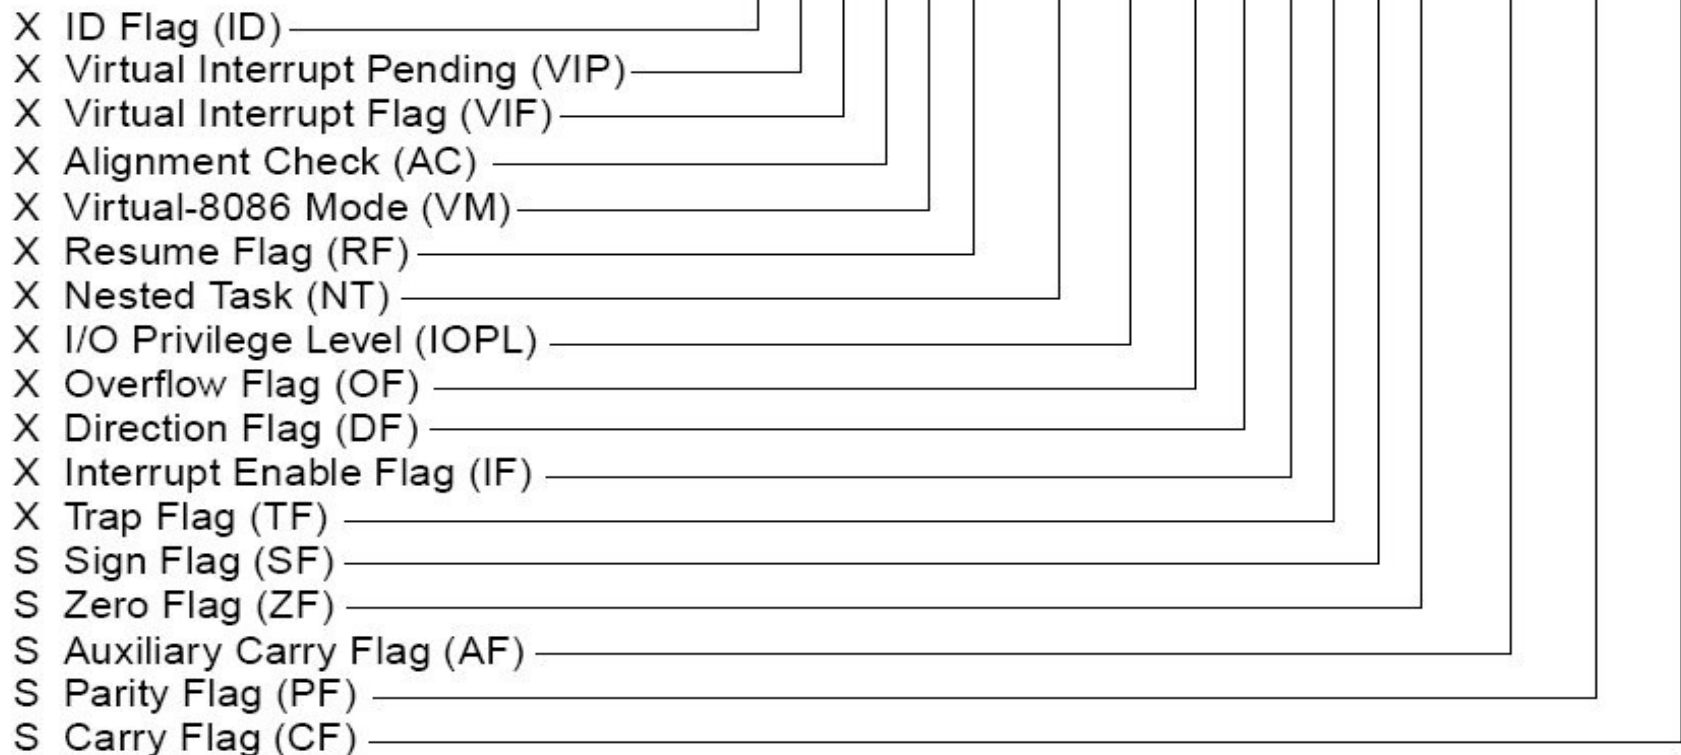 X ID Flag (ID)
X Virtual Interrupt Pending (VIP)
X Virtual Interrupt Flag (VIF)
X Alignment Check (AC)
X Virtual-8086 Mode (VM)
X Resume Flag (RF)
X Nested Task (NT)
X I/O Privilege Level (IOPL)
X Overflow Flag (OF)
X Direction Flag (DF)
X Interrupt Enable Flag (IF)
X Trap Flag (TF)
S Sign Flag (SF)
S Zero Flag (ZF)
S Auxiliary Carry Flag (AF)
S Parity Flag (PF)
S Carry Flag (CF)